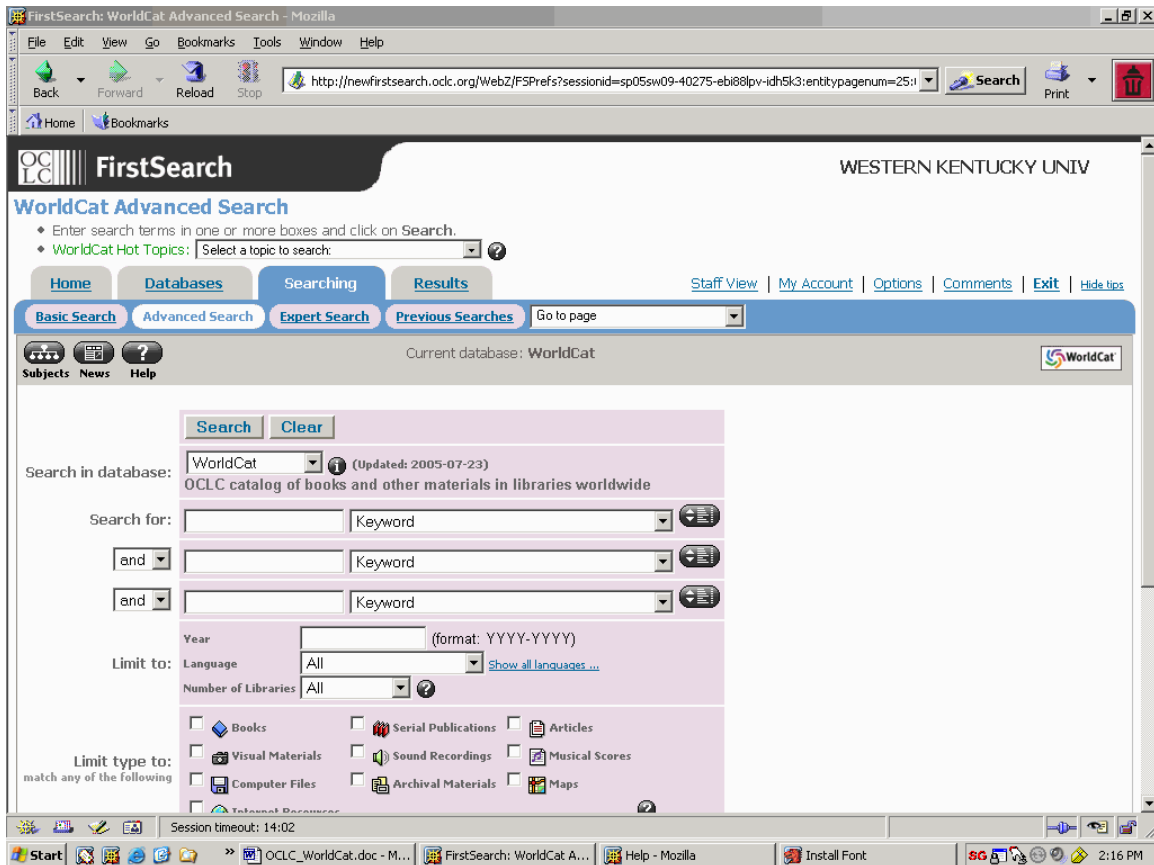 FirstSearch: WorldCat Advanced Search - Mozilla
File Edit View Go Bookmarks Tools Window Help
Back Forward Reload Stop http://newfirstsearch.oclc.org/WebZ/FSPrefs?sessionid=sp05sw09-40275-ebi88lpv-idh5k3:entitypagenum=25: Search Print
Home Bookmarks
OCLC FirstSearch WESTERN KENTUCKY UNIV
WorldCat Advanced Search
Enter search terms in one or more boxes and click on Search.
WorldCat Hot Topics: Select a topic to search:
Home Databases Searching Results Staff View | My Account | Options | Comments | Exit | Hide tips
Basic Search Advanced Search Expert Search Previous Searches Go to page
Subjects News Help Current database: WorldCat WorldCat
Search Clear
Search in database: WorldCat (Updated: 2005-07-23)
OCLC catalog of books and other materials in libraries worldwide
Search for: Keyword
and Keyword
and Keyword
Year (format: YYYY-YYYY)
Limit to: Language All Show all languages ...
Number of Libraries All
Books Serial Publications Articles
Limit type to: Visual Materials Sound Recordings Musical Scores
match any of the following Computer Files Archival Materials Maps
Internet Resources
Session timeout: 14:02
Start » OCLC_WorldCat.doc - M... FirstSearch: WorldCat A... Help - Mozilla Install Font SG 2:16 PM